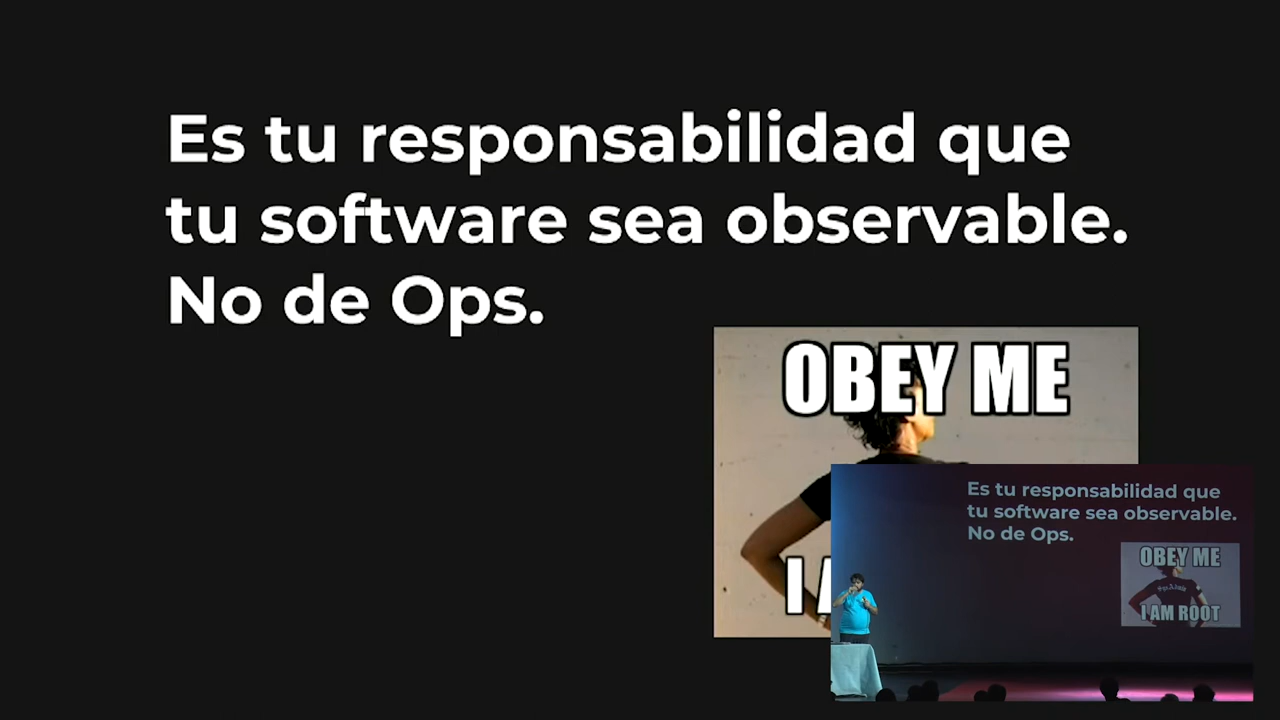 Es tu responsabilidad que
tu software sea observable.
No de Ops.
OBEY ME
I A
Es tu responsabilidad que
tu software sea observable.
No de Ops.
OBEY ME
I AM ROOT